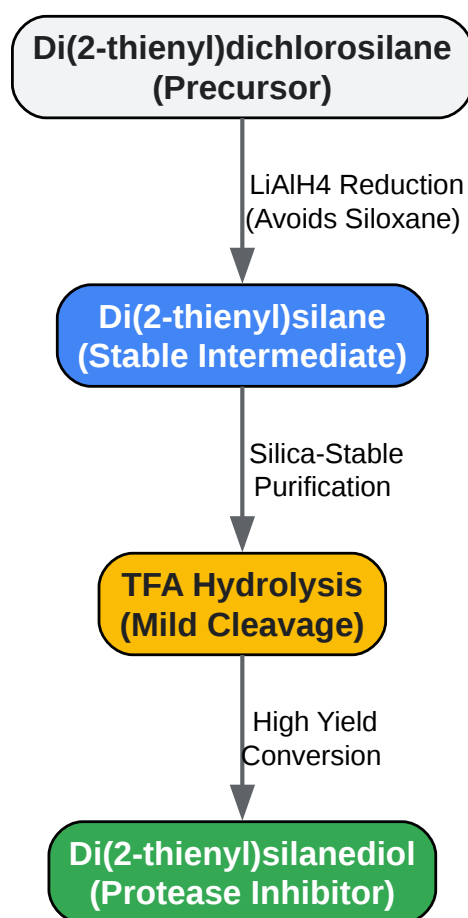 Di(2-thienyl)dichlorosilane
(Precursor)
LiAlH4 Reduction
(Avoids Siloxane)
Di(2-thienyl)silane
(Stable Intermediate)
Silica-Stable
Purification
TFA Hydrolysis
(Mild Cleavage)
High Yield
Conversion
Di(2-thienyl)silanediol
(Protease Inhibitor)